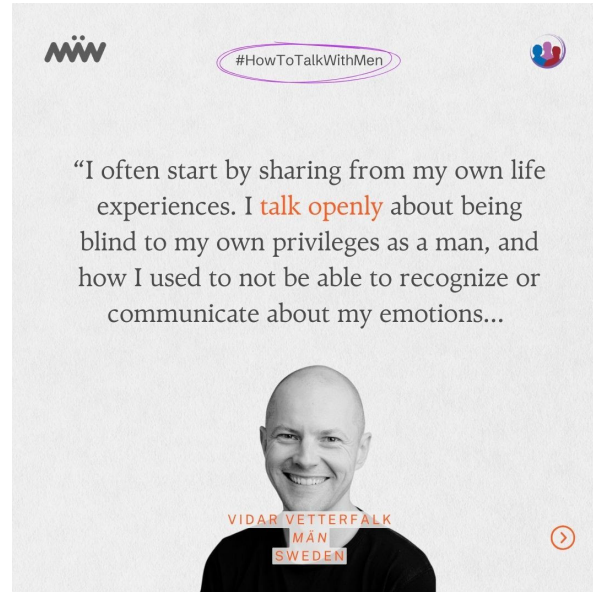 MÄN
#HowToTalkWithMen
“I often start by sharing from my own life
experiences. I talk openly about being
blind to my own privileges as a man, and
how I used to not be able to recognize or
communicate about my emotions...
VIDAR VETTERFALK
MÄN
SWEDEN